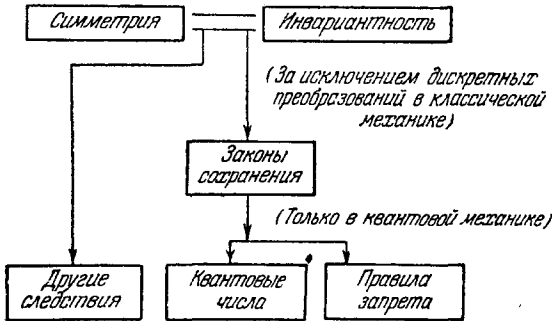 Симметрия
Инвариантность
(За исключением дискретных
преобразований в классической
механике)
Законы
сохранения
(Только в квантовой механике)
Другие
следствия
Квантовые
числа
Правила
запрета